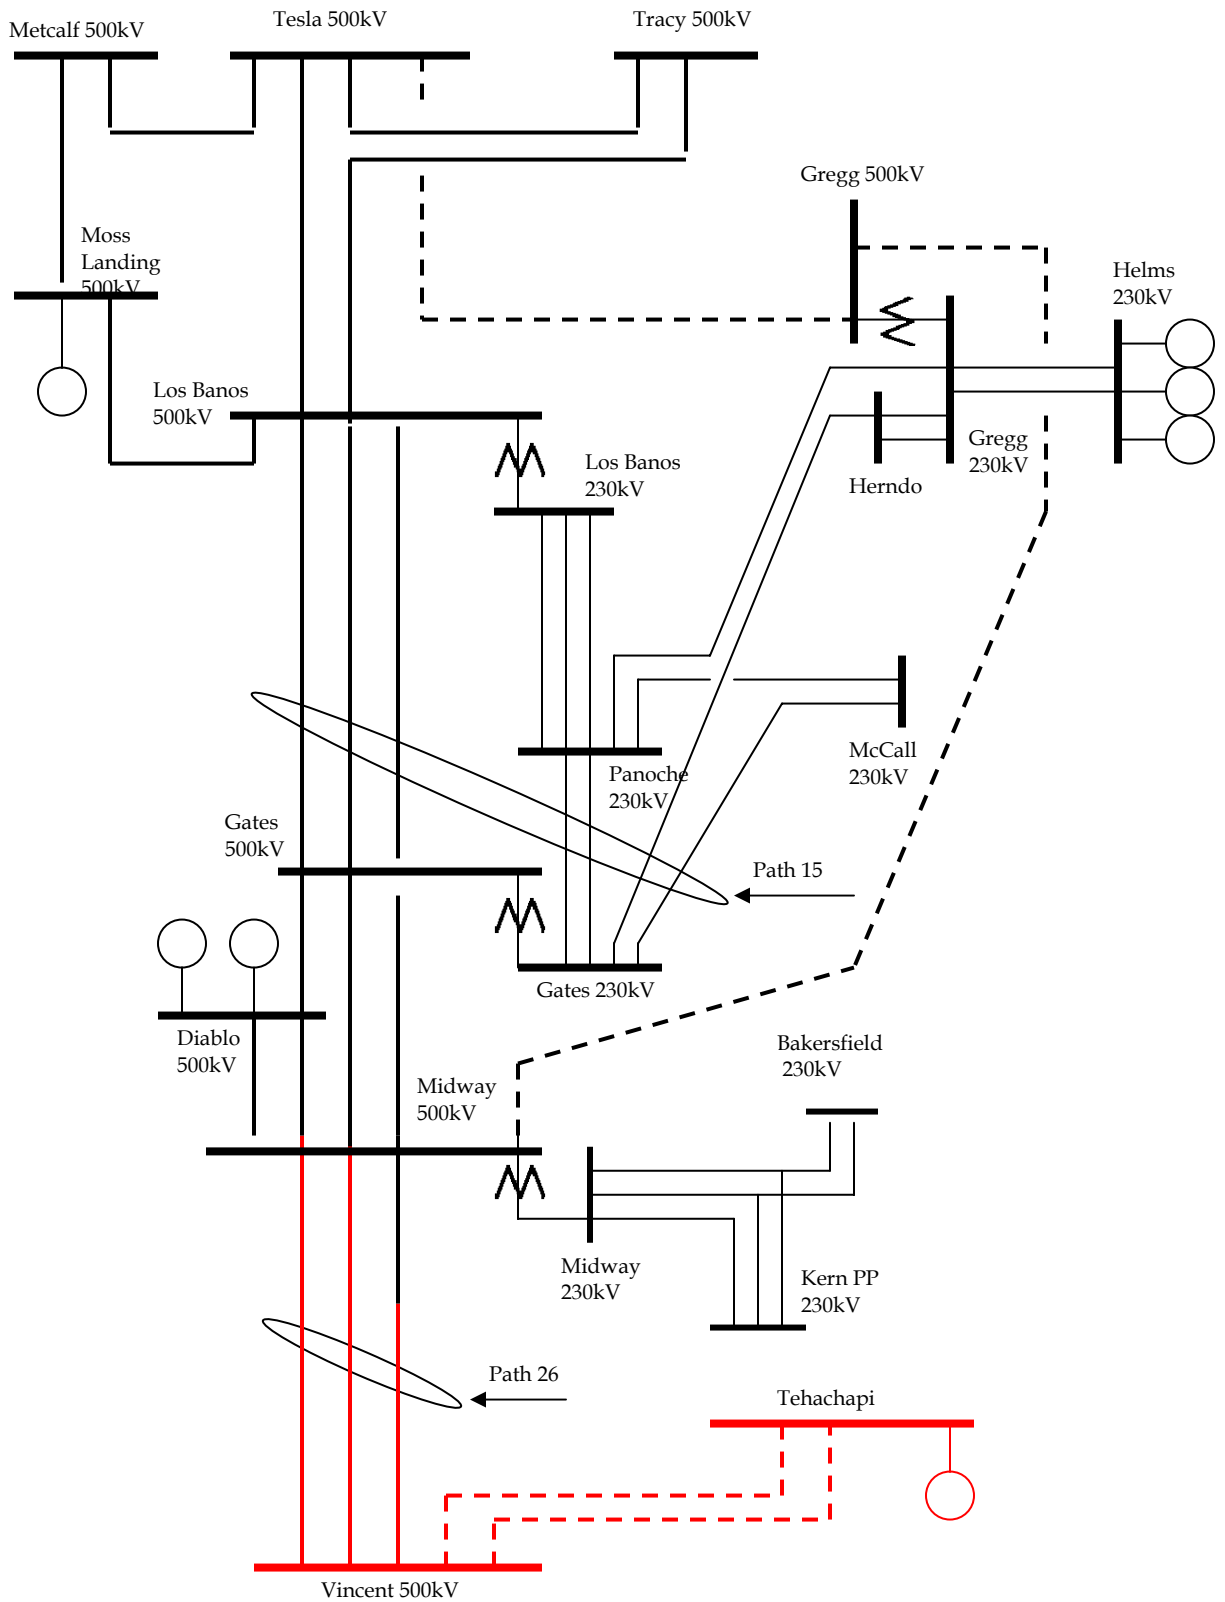 Metcalf 500kV
Tesla 500kV
Tracy 500kV
Gregg 500kV
Moss
Landing
500kV
Helms
230kV
Los Banos
500kV
Los Banos
230kV
Gregg
230kV
Herndo
Panoche
230kV
McCall
230kV
Gates
500kV
Path 15
Gates 230kV
Diablo
500kV
Bakersfield
230kV
Midway
500kV
Midway
230kV
Kern PP
230kV
Path 26
Tehachapi
Vincent 500kV